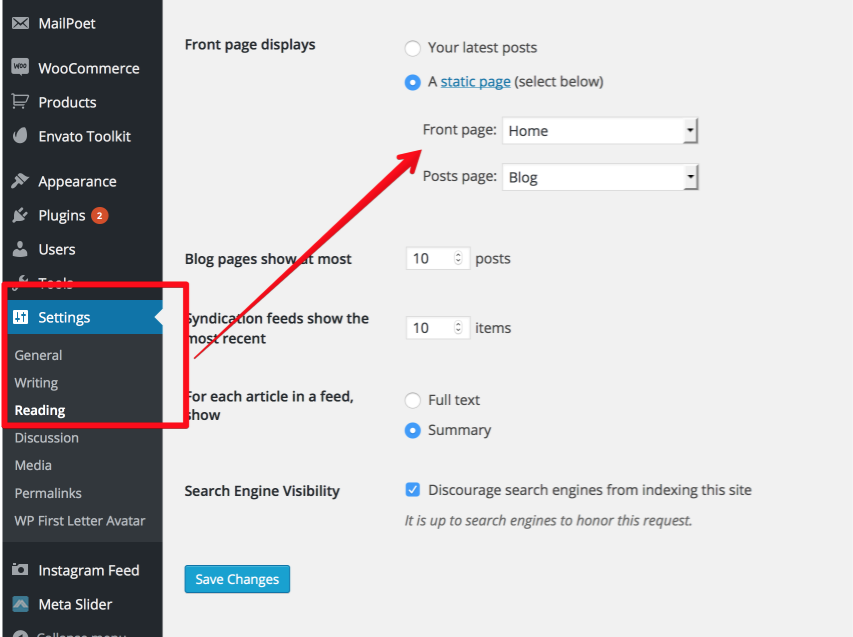 MailPoet
WOO WooCommerce
Products
Envato Toolkit
Appearance
Plugins 2
Users
Tools
Settings
General
Writing
Reading
Discussion
Media
Permalinks
WP First Letter Avatar
Instagram Feed
Meta Slider
Collapse menu
Front page displays
Your latest posts
A static page (select below)
Front page: Home
Posts page: Blog
Blog pages show at most
10 posts
Syndication feeds show the
most recent
10 items
For each article in a feed,
show
Full text
Summary
Search Engine Visibility
Discourage search engines from indexing this site
It is up to search engines to honor this request.
Save Changes